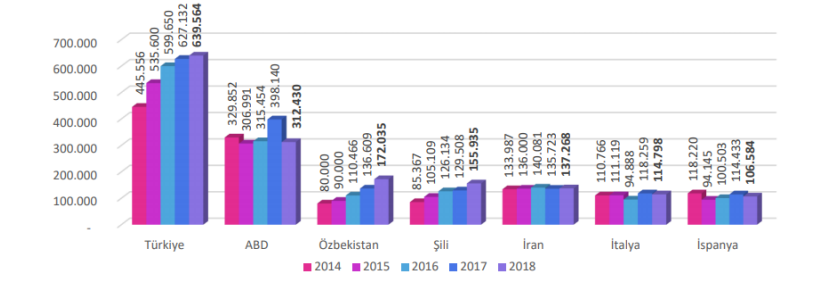 700.000
600.000
500.000
400.000
300.000
200.000
100.000
-
445.556 535.600 599.650 627.132 639.564
329.852 306.991 315.454 398.140 312.430
80.000 90.000 110.466 136.609 172.035
85.367 105.109 126.134 129.508 155.935
133.987 136.000 140.081 135.723 137.268
110.766 111.119 94.888 118.259 114.798
118.220 94.145 100.503 114.433 106.584
Türkiye ABD Özbekistan Şili İran İtalya İspanya
2014 2015 2016 2017 2018